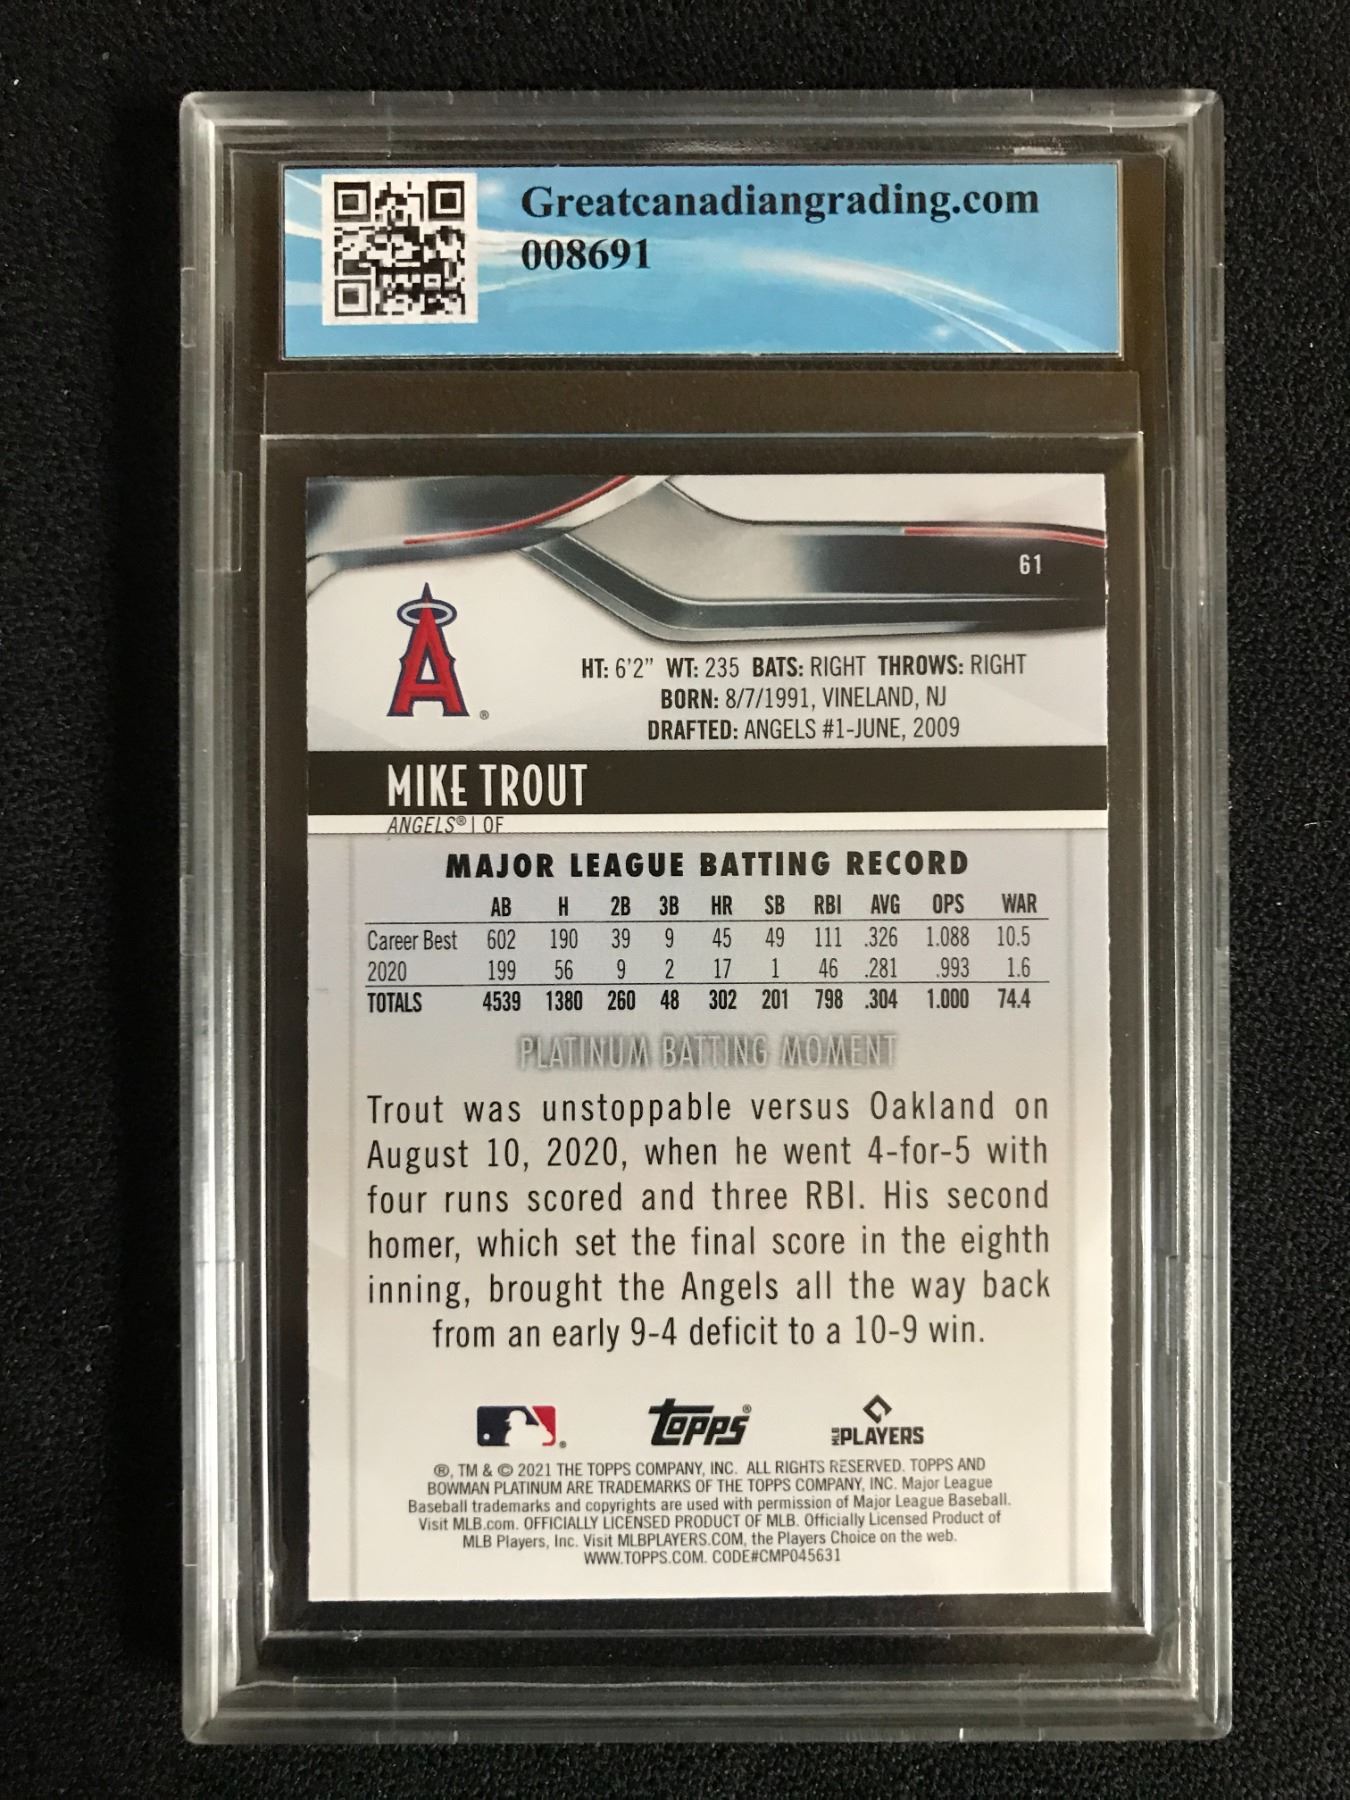 Greatcanadiangrading.com
008691
61
A ®
HT: 6'2" WT: 235 BATS: RIGHT THROWS: RIGHT
BORN: 8/7/1991, VINELAND, NJ
DRAFTED: ANGELS #1-JUNE, 2009
MIKE TROUT
ANGELS® | OF
MAJOR LEAGUE BATTING RECORD
AB H 2B 3B HR SB RBI AVG OPS WAR
Career Best 602 190 39 9 45 49 111 .326 1.088 10.5
2020 199 56 9 2 17 1 46 .281 .993 1.6
TOTALS 4539 1380 260 48 302 201 798 .304 1.000 74.4
PLATINUM BATTING MOMENT
Trout was unstoppable versus Oakland on
August 10, 2020, when he went 4-for-5 with
four runs scored and three RBI. His second
homer, which set the final score in the eighth
inning, brought the Angels all the way back
from an early 9-4 deficit to a 10-9 win.
® topps® MLB PLAYERS
®, TM & © 2021 THE TOPPS COMPANY, INC. ALL RIGHTS RESERVED. TOPPS AND
BOWMAN PLATINUM ARE TRADEMARKS OF THE TOPPS COMPANY, INC. Major League
Baseball trademarks and copyrights are used with permission of Major League Baseball.
Visit MLB.com. OFFICIALLY LICENSED PRODUCT OF MLB. Officially Licensed Product of
MLB Players, Inc. Visit MLBPLAYERS.COM, the Players Choice on the web.
WWW.TOPPS.COM. CODE#CMP045631